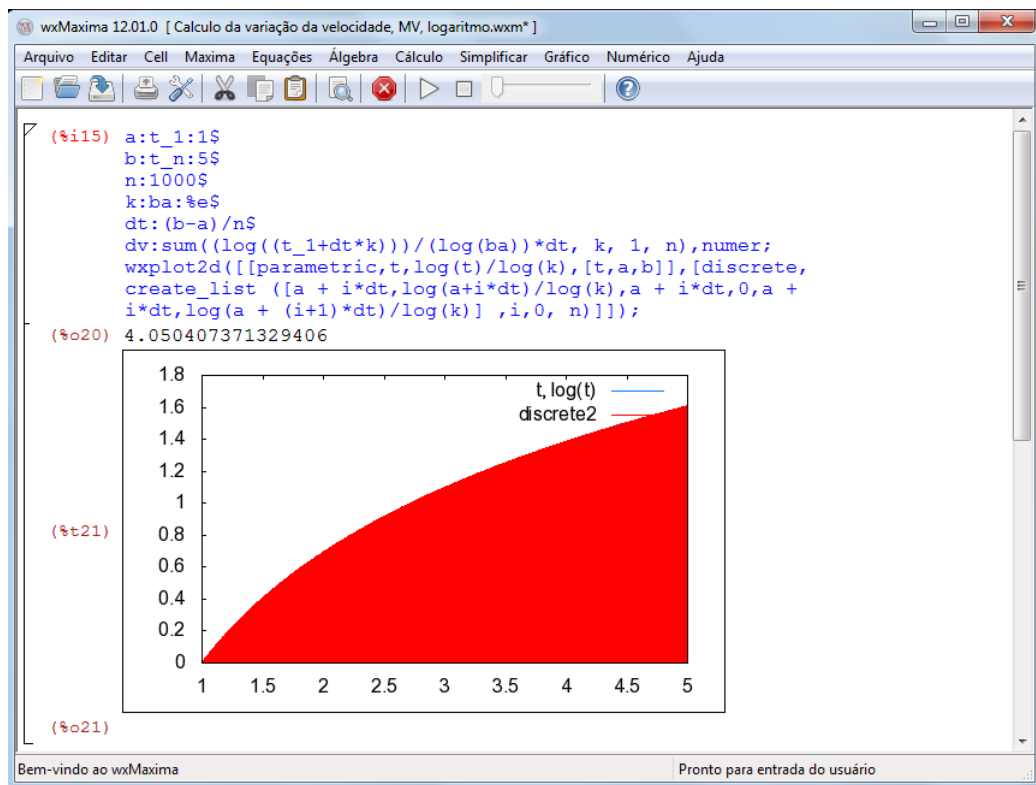 wxMaxima 12.01.0 [ Calculo da variação da velocidade, MV, logaritmo.wxm* ]
Arquivo Editar Cell Maxima Equações Álgebra Cálculo Simplificar Gráfico Numérico Ajuda
(%i15) a:t_1:1$
b:t_n:5$
n:1000$
k:ba:%e$
dt:(b-a)/n$
dv:sum((log((t_1+dt*k)))/(log(ba))*dt, k, 1, n),numer;
wxplot2d([[parametric,t,log(t)/log(k),[t,a,b]],[discrete,
create_list ([a + i*dt,log(a+i*dt)/log(k),a + i*dt,0,a +
i*dt,log(a + (i+1)*dt)/log(k)] ,i,0, n)]]);
(%o20) 4.050407371329406
1.8
t, log(t)
1.6
discrete2
1.4
1.2
1
(%t21) 0.8
0.6
0.4
0.2
0
1 1.5 2 2.5 3 3.5 4 4.5 5
(%o21)
Bem-vindo ao wxMaxima Pronto para entrada do usuário